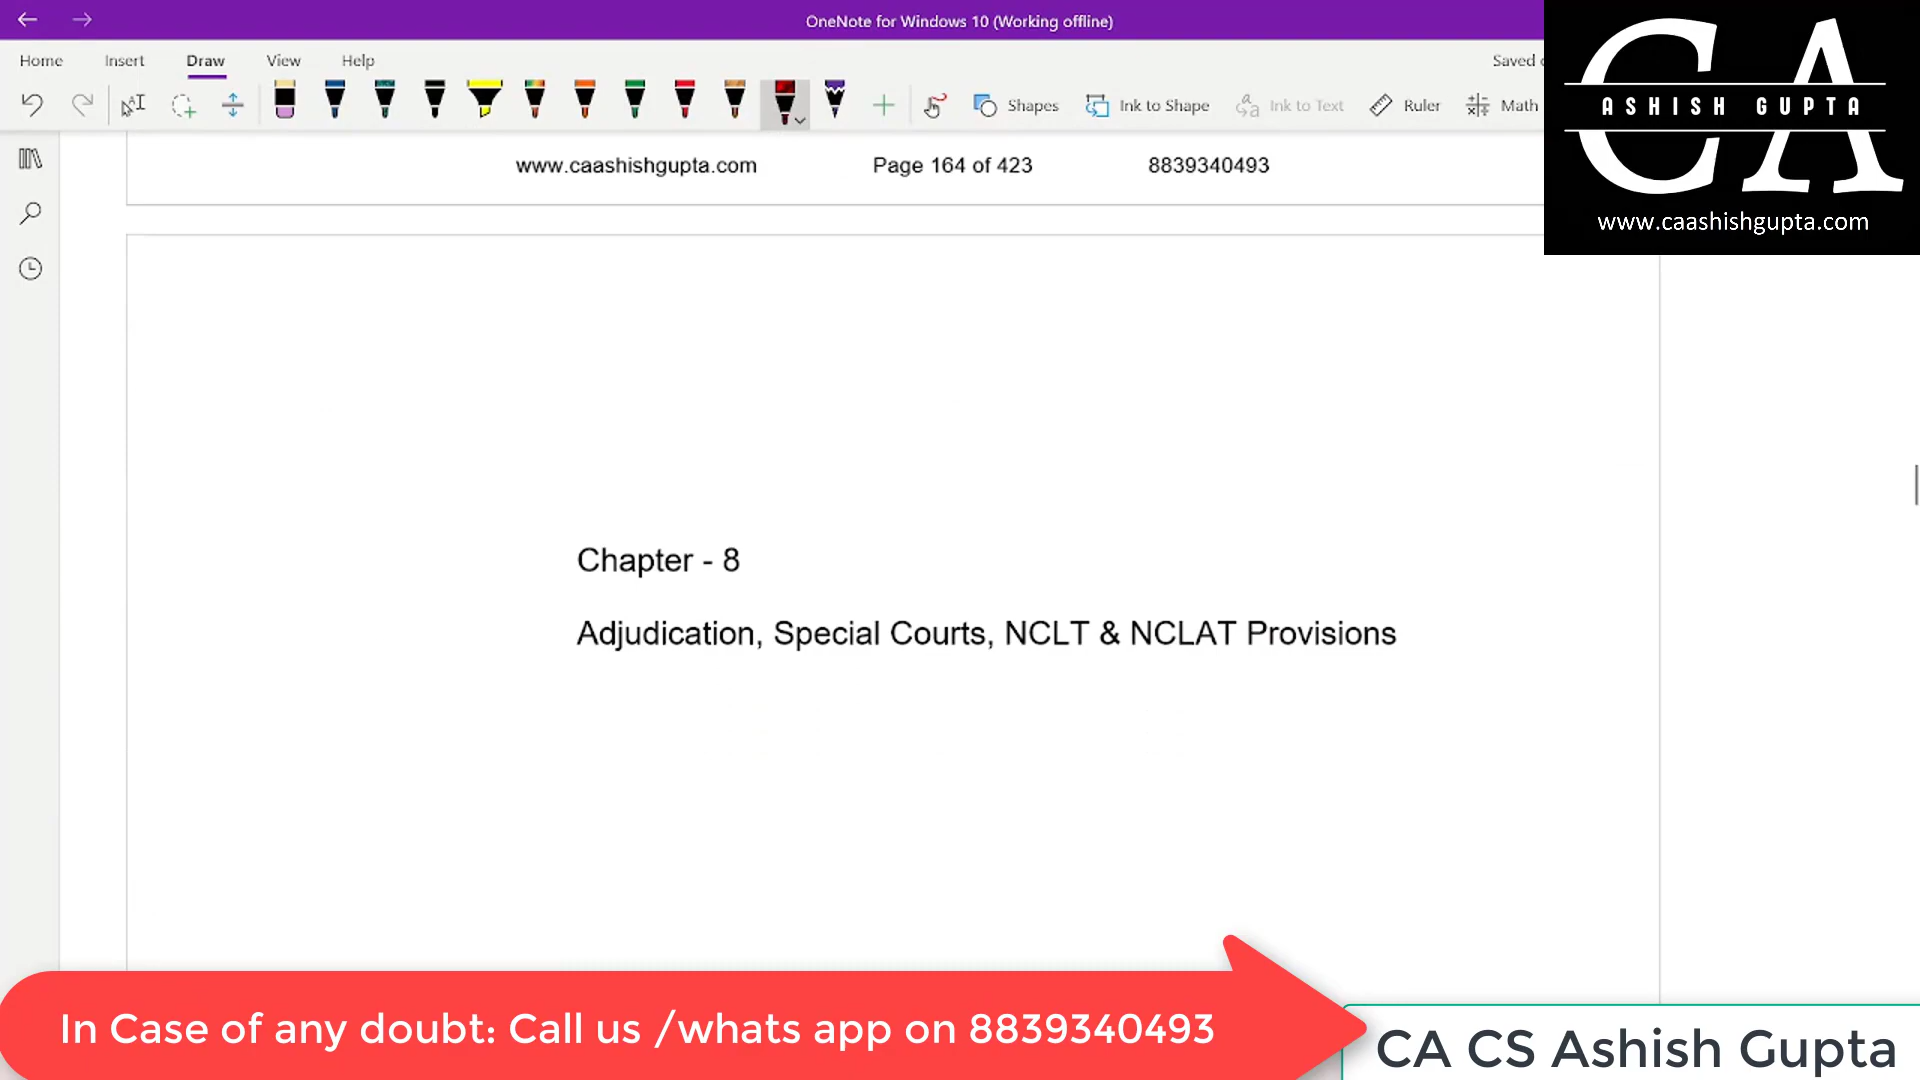 OneNote for Windows 10 (Working offline)
Home Insert Draw View Help Saved
Shapes Ink to Shape Ink to Text Ruler Math
CA
ASHISH GUPTA
www.caashishgupta.com
www.caashishgupta.com Page 164 of 423 8839340493
Chapter - 8
Adjudication, Special Courts, NCLT & NCLAT Provisions
In Case of any doubt: Call us /whats app on 8839340493
CA CS Ashish Gupta